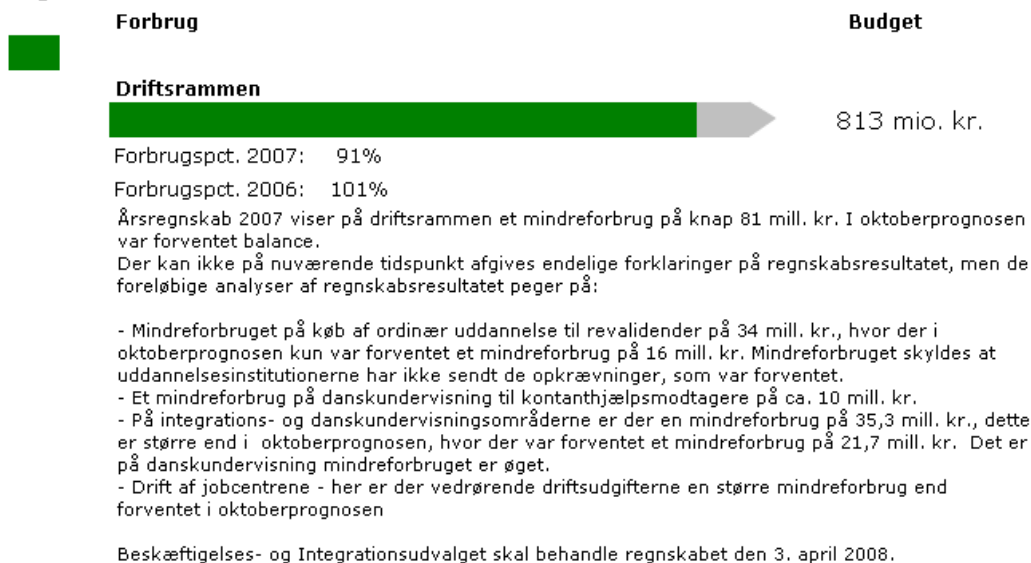 Forbrug Budget
Driftsrammen
813 mio. kr.
Forbrugspct. 2007: 91%
Forbrugspct. 2006: 101%
Årsregnskab 2007 viser på driftsrammen et mindreforbrug på knap 81 mill. kr. I oktoberprognosen
var forventet balance.
Der kan ikke på nuværende tidspunkt afgives endelige forklaringer på regnskabsresultatet, men de
foreløbige analyser af regnskabsresultatet peger på:
- Mindreforbruget på køb af ordinær uddannelse til revalidender på 34 mill. kr., hvor der i
oktoberprognosen kun var forventet et mindreforbrug på 16 mill. kr. Mindreforbruget skyldes at
uddannelsesinstitutionerne har ikke sendt de opkrævninger, som var forventet.
- Et mindreforbrug på danskundervisning til kontanthjælpsmodtagere på ca. 10 mill. kr.
- På integrations- og danskundervisningsområderne er der en mindreforbrug på 35,3 mill. kr., dette
er større end i oktoberprognosen, hvor der var forventet et mindreforbrug på 21,7 mill. kr. Det er
på danskundervisning mindreforbruget er øget.
- Drift af jobcentrene - her er der vedrørende driftsudgifterne en større mindreforbrug end
forventet i oktoberprognosen
Beskæftigelses- og Integrationsudvalget skal behandle regnskabet den 3. april 2008.